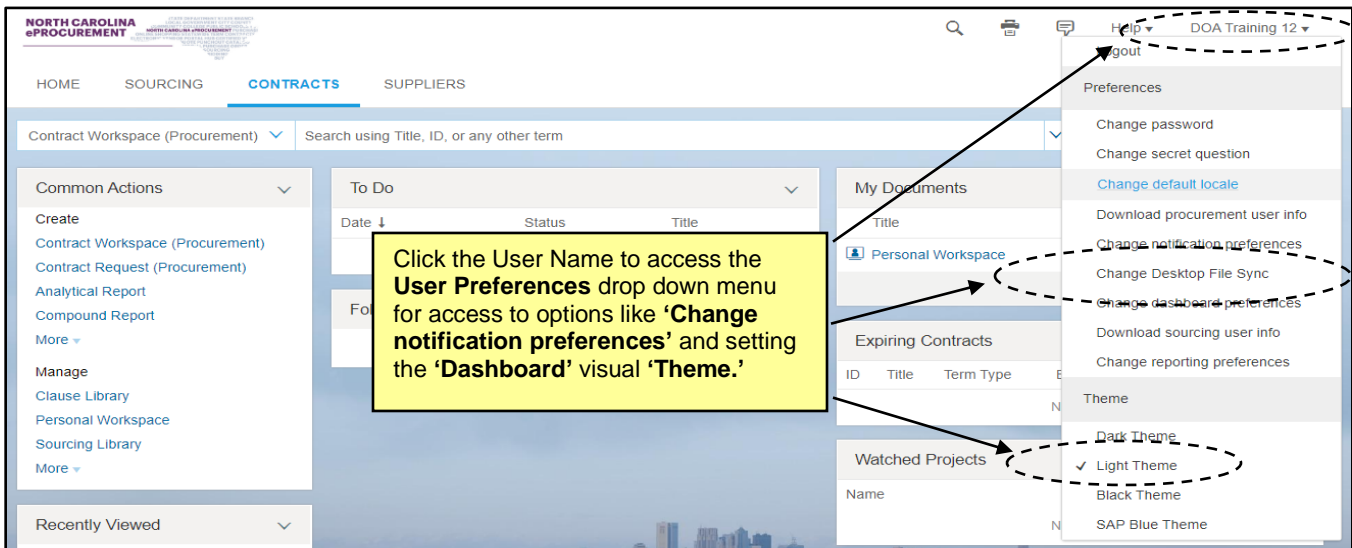 NORTH CAROLINA
ePROCUREMENT
NORTH CAROLINA ePROCUREMENT
Help
DOA Training 12
HOME
SOURCING
CONTRACTS
SUPPLIERS
Logout
Preferences
Change password
Change secret question
Change default locale
Download procurement user info
Change notification preferences
Change Desktop File Sync
Change dashboard preferences
Download sourcing user info
Change reporting preferences
Theme
Dark Theme
✓ Light Theme
Black Theme
SAP Blue Theme
Contract Workspace (Procurement)
Search using Title, ID, or any other term
Common Actions
Create
Contract Workspace (Procurement)
Contract Request (Procurement)
Analytical Report
Compound Report
More
Manage
Clause Library
Personal Workspace
Sourcing Library
More
Recently Viewed
To Do
Date ↓ Status Title
Click the User Name to access the
User Preferences drop down menu
for access to options like ‘Change
notification preferences’ and setting
the ‘Dashboard’ visual ‘Theme.’
My Documents
Title
Personal Workspace
Expiring Contracts
ID Title Term Type
Watched Projects
Name